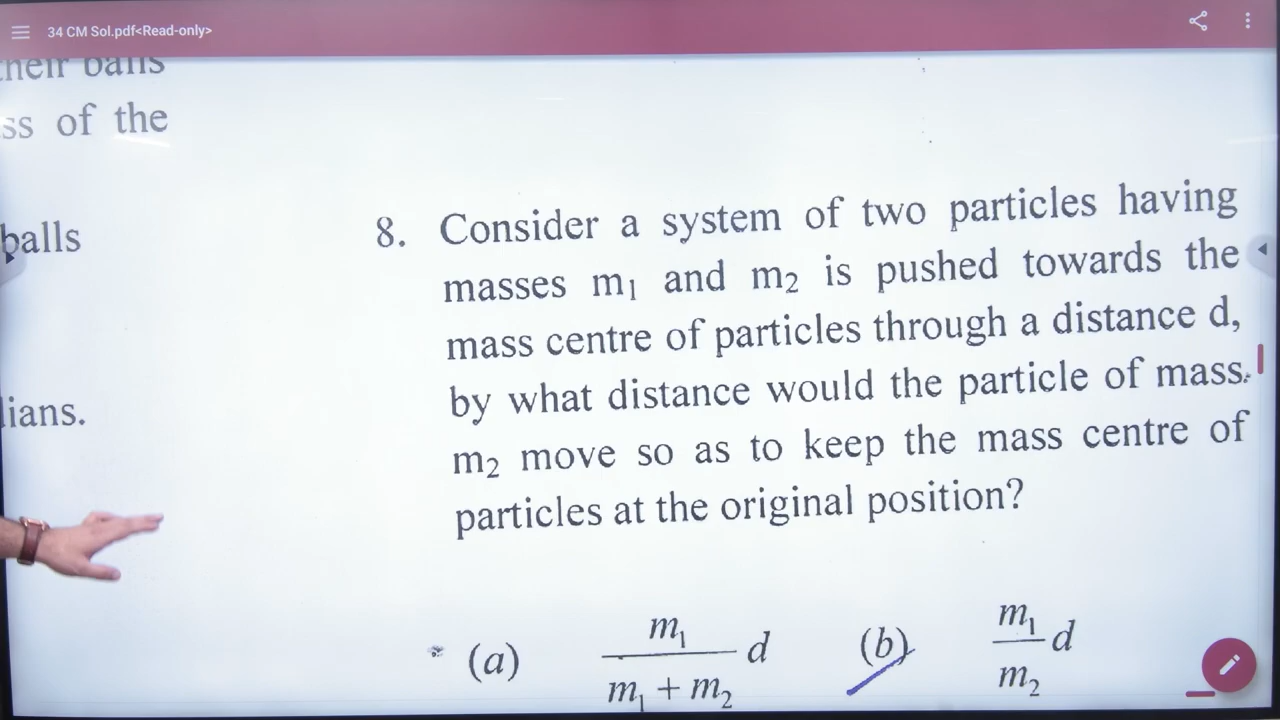 34 CM Sol.pdf<Read-only>
their balls
ss of the
balls
lians.
8. Consider a system of two particles having
masses m₁ and m₂ is pushed towards the
mass centre of particles through a distance d,
by what distance would the particle of mass
m₂ move so as to keep the mass centre of
particles at the original position?
(a) m₁/(m₁ + m₂) d (b) m₁/m₂ d